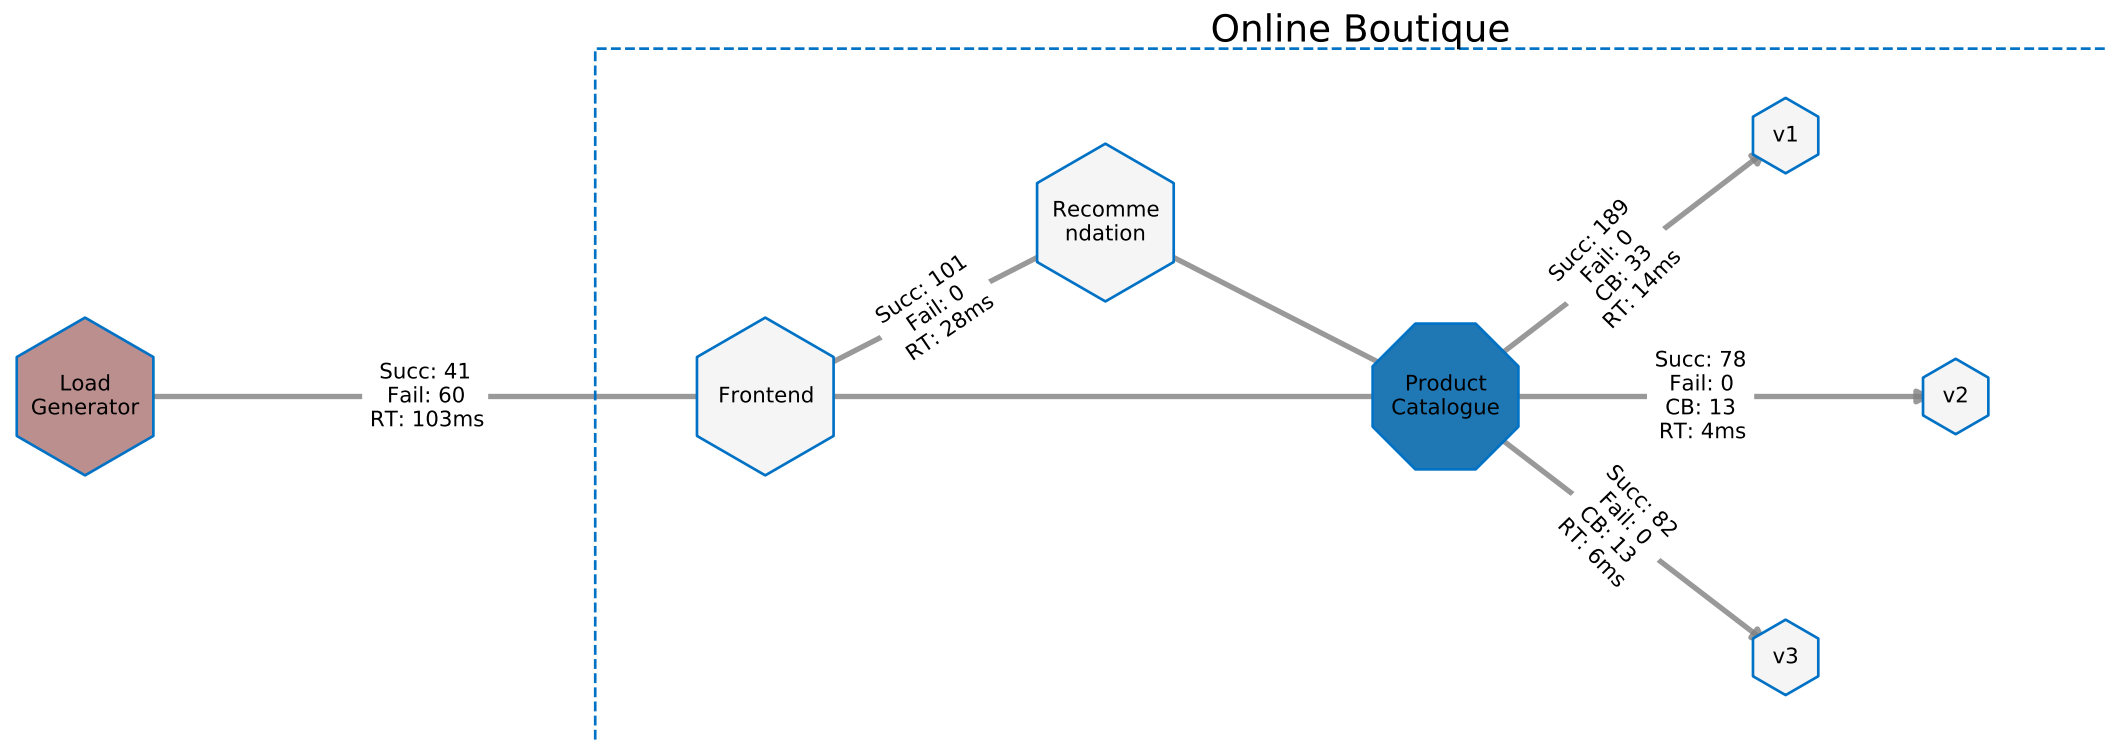 Online Boutique
Load
Generator
Succ: 41
Fail: 60
RT: 103ms
Frontend
Succ: 101
Fail: 0
RT: 28ms
Recomme
ndation
Product
Catalogue
Succ: 189
Fail: 0
CB: 33
RT: 14ms
v1
Succ: 78
Fail: 0
CB: 13
RT: 4ms
v2
Succ: 82
Fail: 0
CB: 13
RT: 6ms
v3